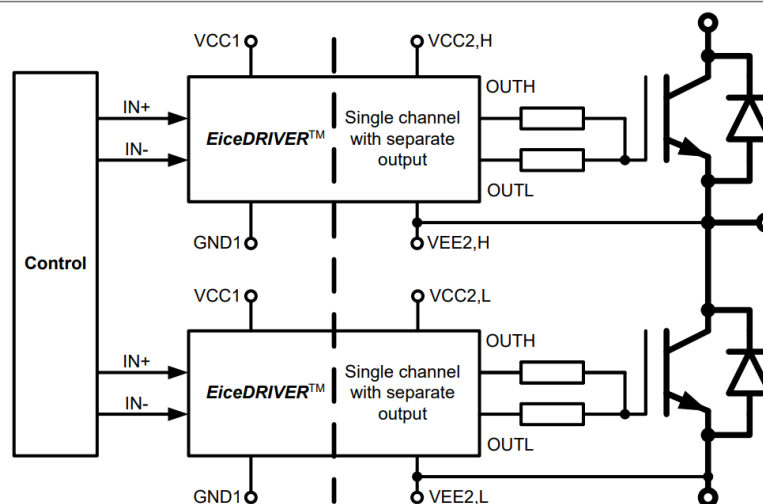 VCC1
VCC2,H
OUTH
IN+
EiceDRIVER™
Single channel
with separate
output
IN-
OUTL
GND1
VEE2,H
Control
VCC1
VCC2,L
OUTH
IN+
EiceDRIVER™
Single channel
with separate
output
IN-
OUTL
GND1
VEE2,L